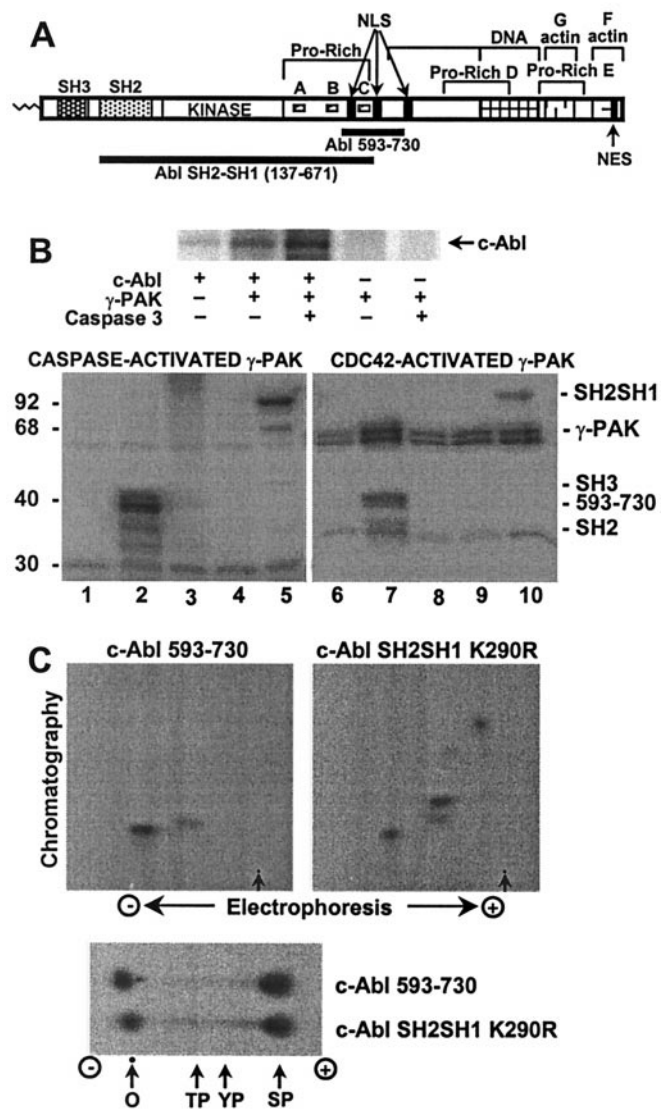 A
NLS
G actin
F actin
Pro-Rich
DNA
Pro-Rich D
Pro-Rich E
SH3
SH2
KINASE
A
B
C
Abl 593-730
NES
Abl SH2-SH1 (137-671)
B
c-Abl
c-Abl + + + − −
γ-PAK − + + + +
Caspase 3 − − + − +
CASPASE-ACTIVATED γ-PAK
CDC42-ACTIVATED γ-PAK
92 -
68 -
40 -
30 -
- SH2SH1
- γ-PAK
- SH3
- 593-730
- SH2
1 2 3 4 5
6 7 8 9 10
C
c-Abl 593-730
c-Abl SH2SH1 K290R
Chromatography
- Electrophoresis +
c-Abl 593-730
c-Abl SH2SH1 K290R
- +
O TP YP SP